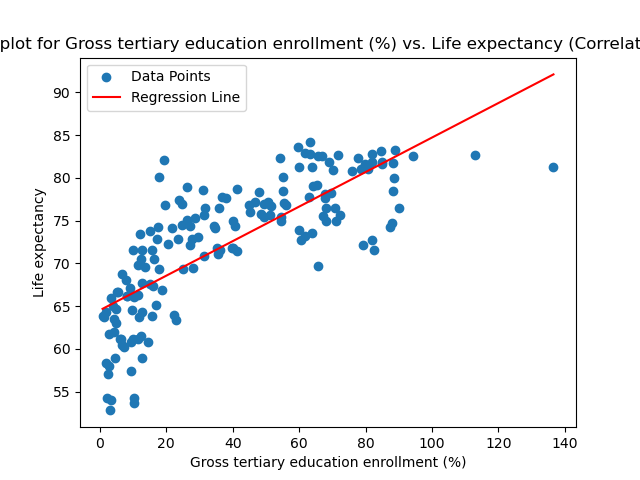 plot for Gross tertiary education enrollment (%) vs. Life expectancy (Correlat
Data Points
Regression Line
90
85
80
75
70
65
60
55
Life expectancy
0 20 40 60 80 100 120 140
Gross tertiary education enrollment (%)